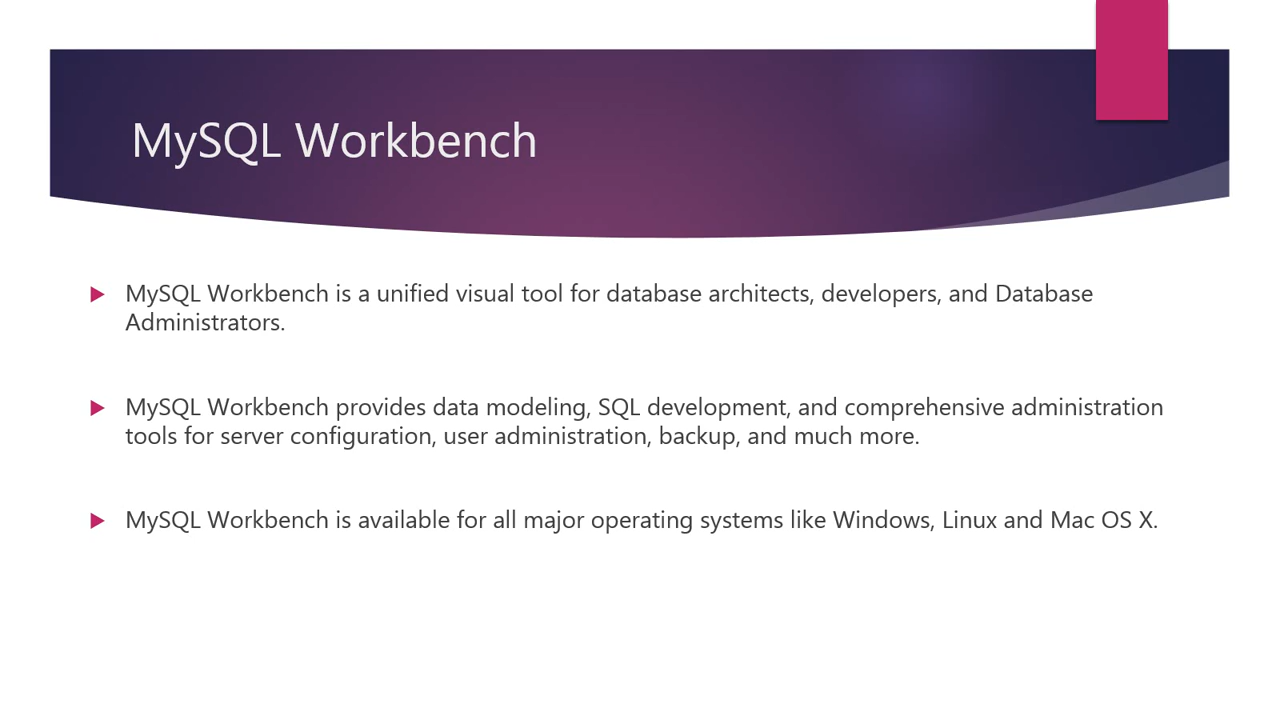 MySQL Workbench
MySQL Workbench is a unified visual tool for database architects, developers, and Database
Administrators.
MySQL Workbench provides data modeling, SQL development, and comprehensive administration
tools for server configuration, user administration, backup, and much more.
MySQL Workbench is available for all major operating systems like Windows, Linux and Mac OS X.